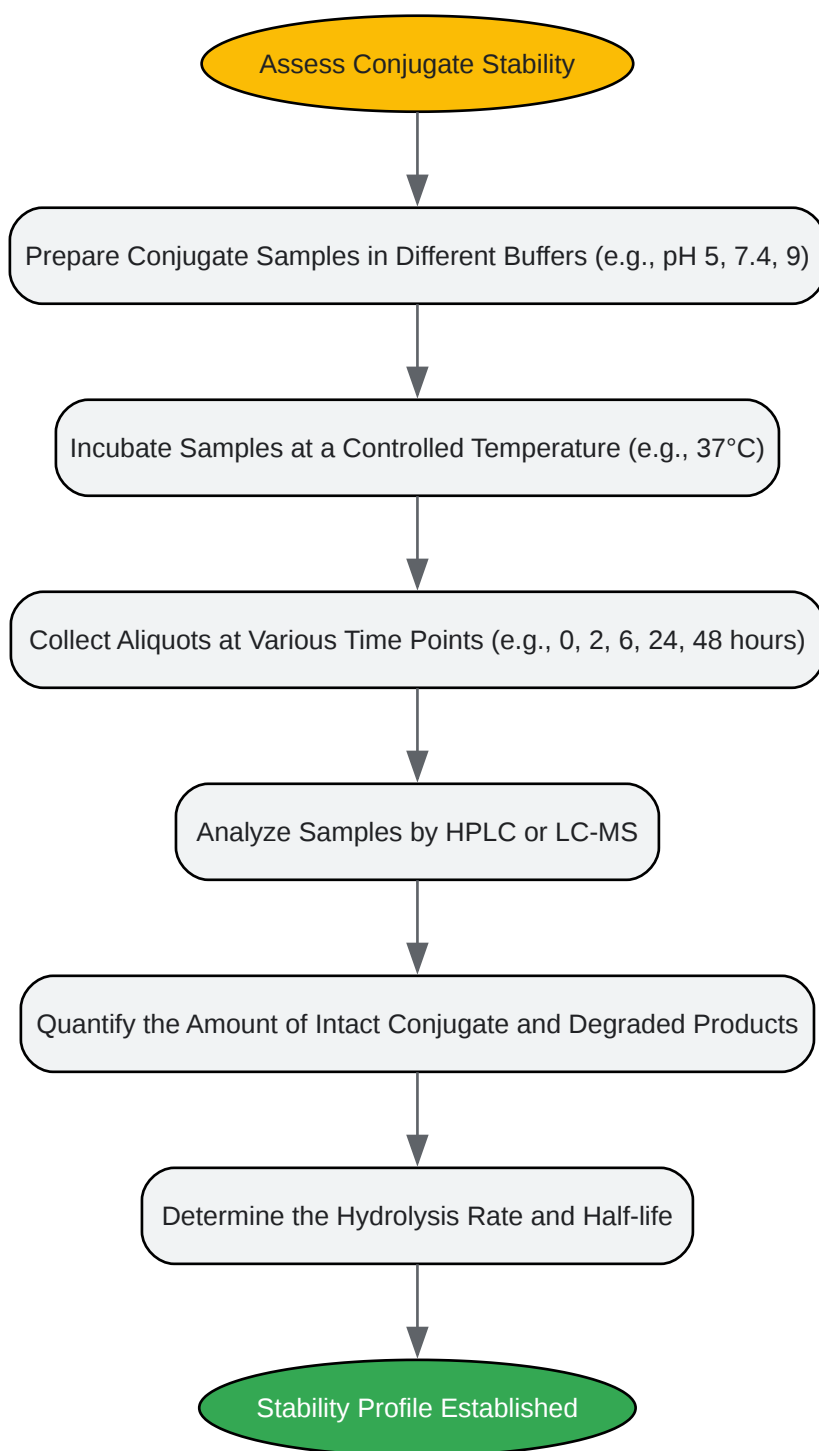 Assess Conjugate Stability
Prepare Conjugate Samples in Different Buffers (e.g., pH 5, 7.4, 9)
Incubate Samples at a Controlled Temperature (e.g., 37°C)
Collect Aliquots at Various Time Points (e.g., 0, 2, 6, 24, 48 hours)
Analyze Samples by HPLC or LC-MS
Quantify the Amount of Intact Conjugate and Degraded Products
Determine the Hydrolysis Rate and Half-life
Stability Profile Established